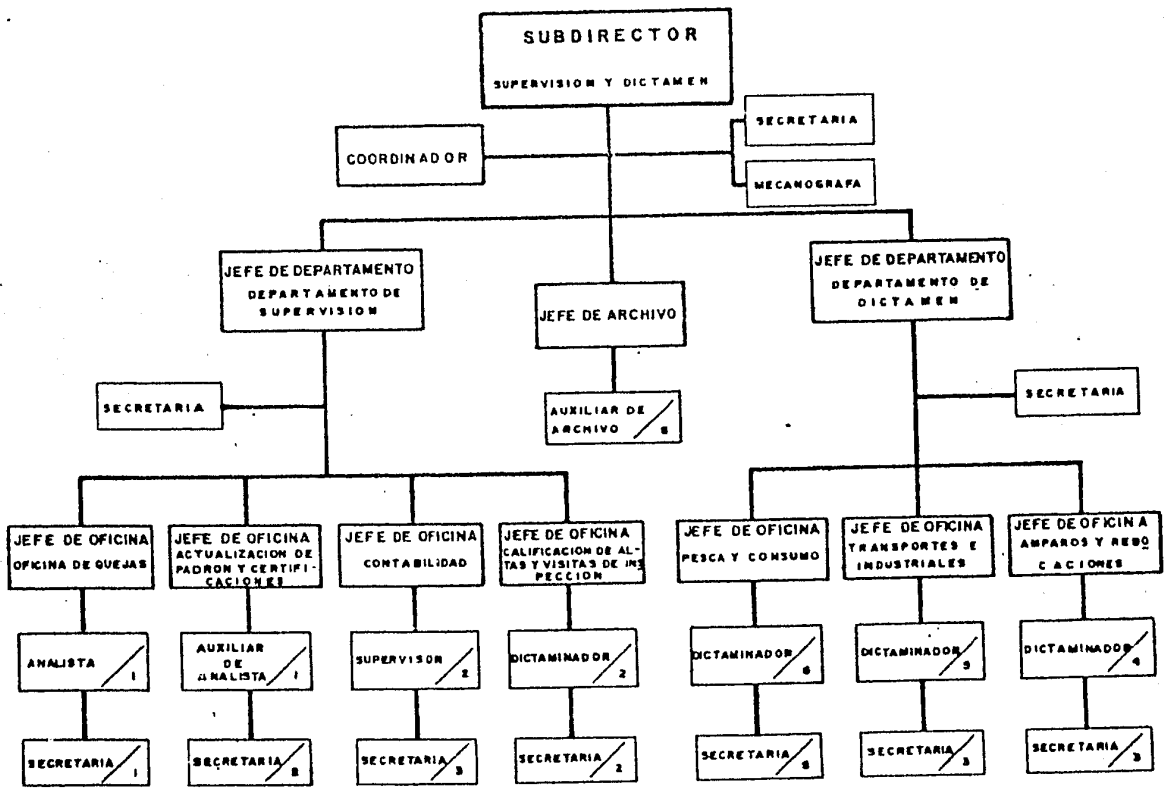 SUBDIRECTOR
SUPERVISION Y DICTAMEN
COORDINADOR
SECRETARIA
MECANOGRAFA
JEFE DE DEPARTAMENTO
DEPARTAMENTO DE
SUPERVISION
JEFE DE ARCHIVO
JEFE DE DEPARTAMENTO
DEPARTAMENTO DE
DICTAMEN
SECRETARIA
AUXILIAR DE
ARCHIVO
SECRETARIA
JEFE DE OFICINA
OFICINA DE QUEJAS
JEFE DE OFICINA
ACTUALIZACION DE
PADRON Y CERTIFI-
CACIONES
JEFE DE OFICINA
CONTABILIDAD
JEFE DE OFICINA
CALIFICACION DE AL-
TAS Y VISITAS DE INS
PECCION
JEFE DE OFICINA
PESCA Y CONSUMO
JEFE DE OFICINA
TRANSPORTES E
INDUSTRIALES
JEFE DE OFICINA
AMPAROS Y REBO
CACIONES
ANALISTA / 1
AUXILIAR
DE
ANALISTA / 1
SUPERVISOR / 2
DICTAMINADOR / 2
DICTAMINADOR / 6
DICTAMINADOR /
DICTAMINADOR / 4
SECRETARIA / 1
SECRETARIA /
SECRETARIA / 3
SECRETARIA / 2
SECRETARIA /
SECRETARIA / 3
SECRETARIA / 3